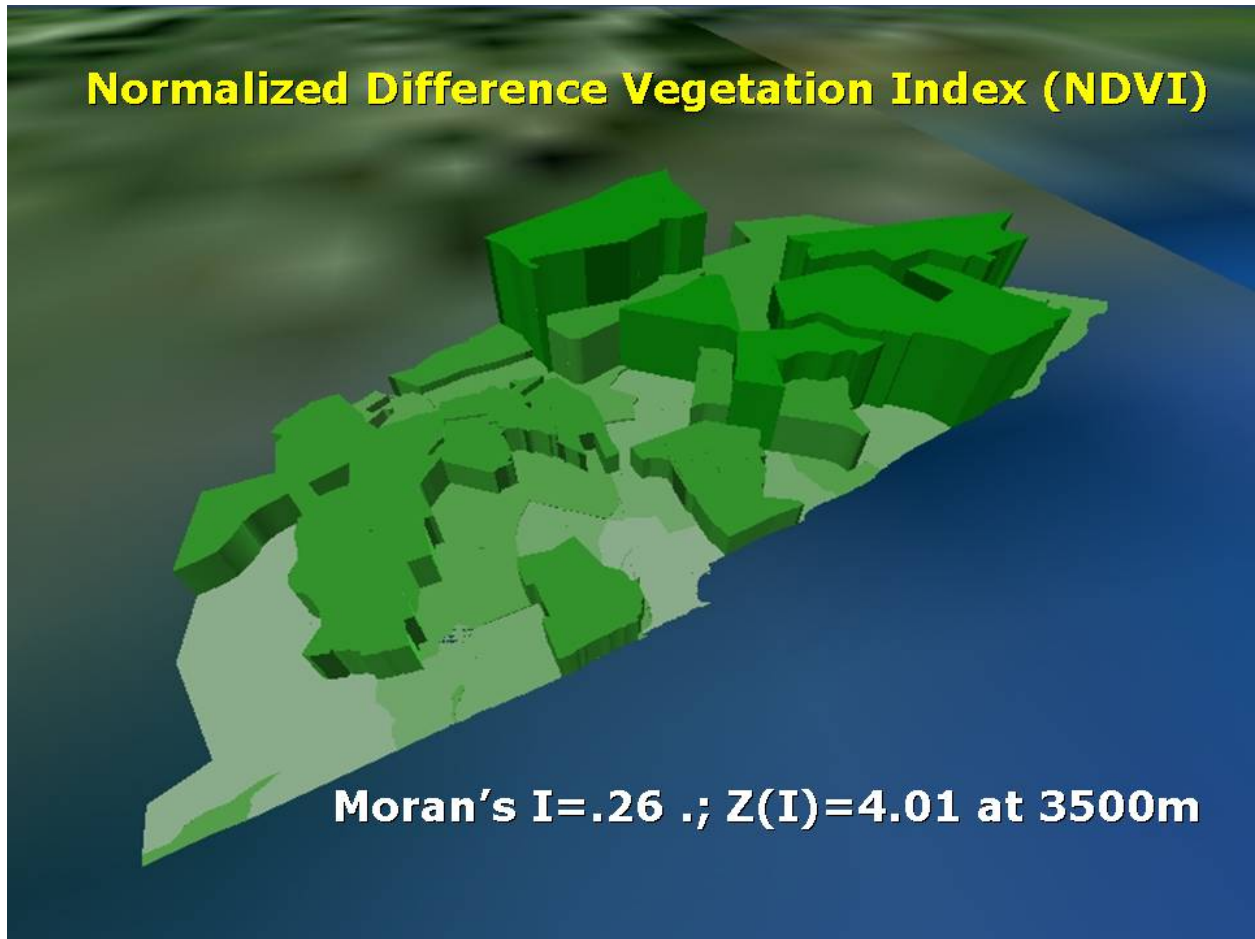 Normalized Difference Vegetation Index (NDVI)
Moran's I=.26 .; Z(I)=4.01 at 3500m